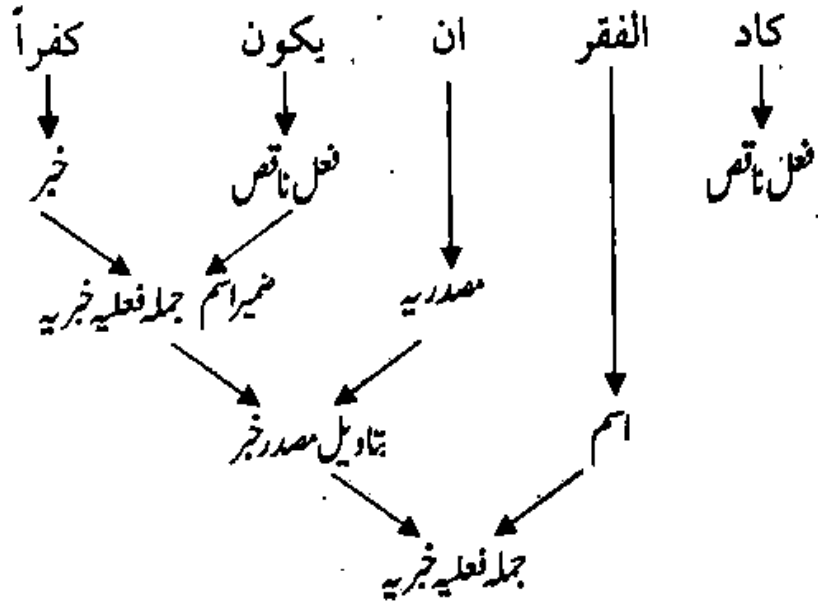 كاد الفقر ان يكون كفراً
فعل ناقص فعل ناقص خبر
مصدریہ ضمیر اسم جملہ فعلیہ خبریہ
اسم بتاویل مصدر خبر
جملہ فعلیہ خبریہ